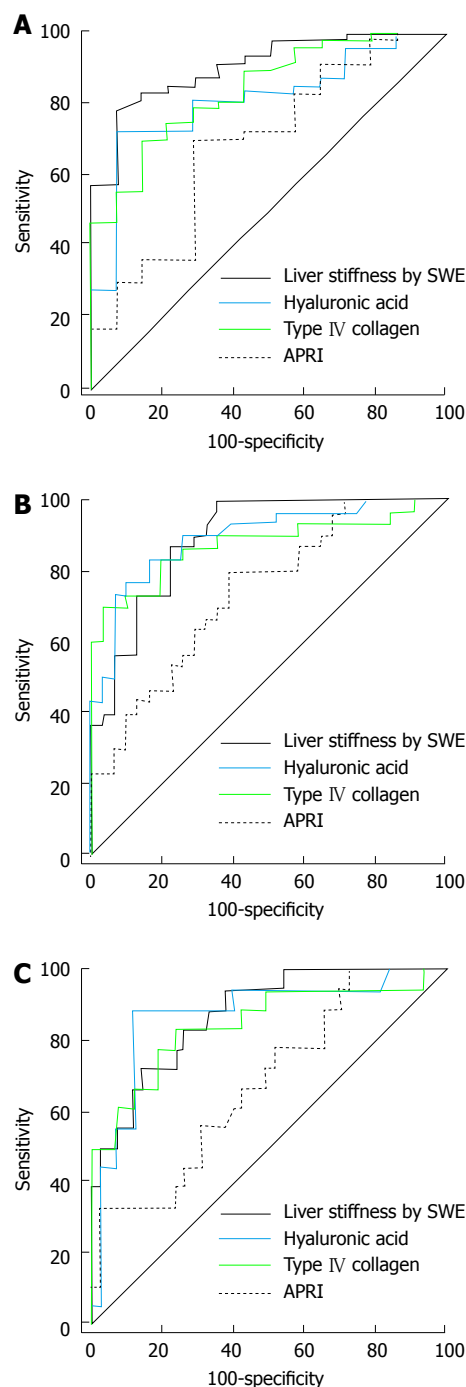 A
100
80
60
40
20
0
Sensitivity
Liver stiffness by SWE
Hyaluronic acid
Type Ⅳ collagen
APRI
0 20 40 60 80 100
100-specificity
B
100
80
60
40
20
0
Sensitivity
Liver stiffness by SWE
Hyaluronic acid
Type Ⅳ collagen
APRI
0 20 40 60 80 100
100-specificity
C
100
80
60
40
20
0
Sensitivity
Liver stiffness by SWE
Hyaluronic acid
Type Ⅳ collagen
APRI
0 20 40 60 80 100
100-specificity